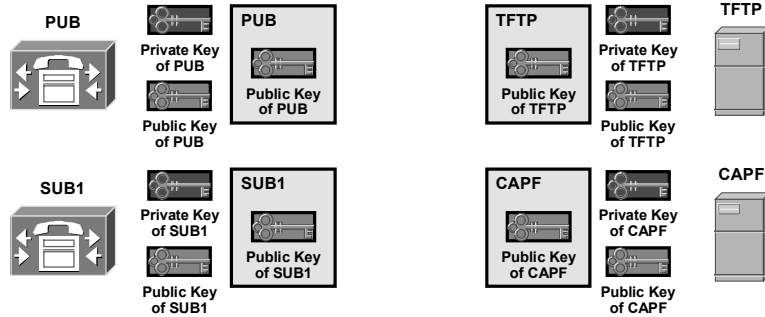 PUB
Private Key
of PUB
Public Key
of PUB
PUB
Public Key
of PUB
TFTP
Public Key
of TFTP
Private Key
of TFTP
Public Key
of TFTP
TFTP
SUB1
Private Key
of SUB1
Public Key
of SUB1
SUB1
Public Key
of SUB1
CAPF
Public Key
of CAPF
Private Key
of CAPF
Public Key
of CAPF
CAPF